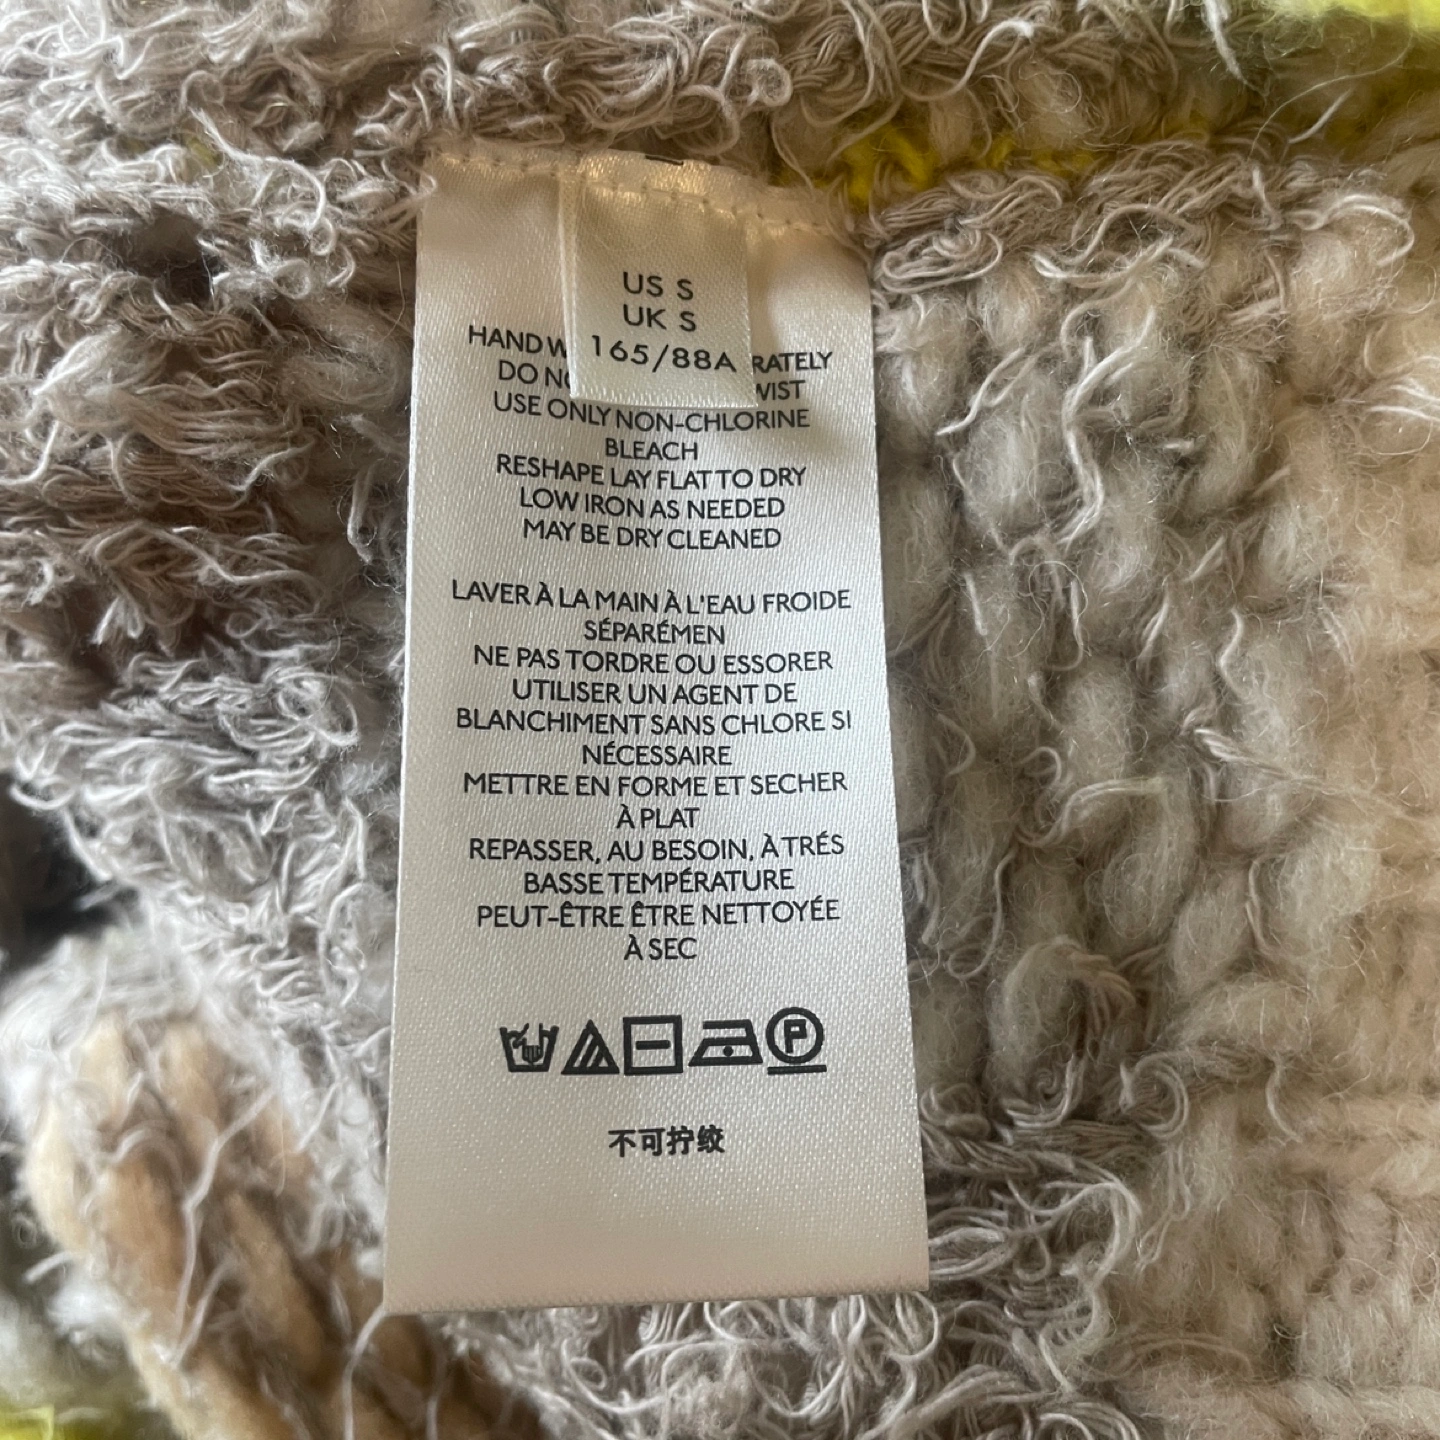 US S
UK S
165/88A
HAND W RATELY
DO NO WIST
USE ONLY NON-CHLORINE
BLEACH
RESHAPE LAY FLAT TO DRY
LOW IRON AS NEEDED
MAY BE DRY CLEANED
LAVER À LA MAIN À L'EAU FROIDE
SÉPARÉMEN
NE PAS TORDRE OU ESSORER
UTILISER UN AGENT DE
BLANCHIMENT SANS CHLORE SI
NÉCESSAIRE
METTRE EN FORME ET SECHER
À PLAT
REPASSER, AU BESOIN, À TRÉS
BASSE TEMPÉRATURE
PEUT-ÊTRE ÊTRE NETTOYÉE
À SEC
P
不可拧绞